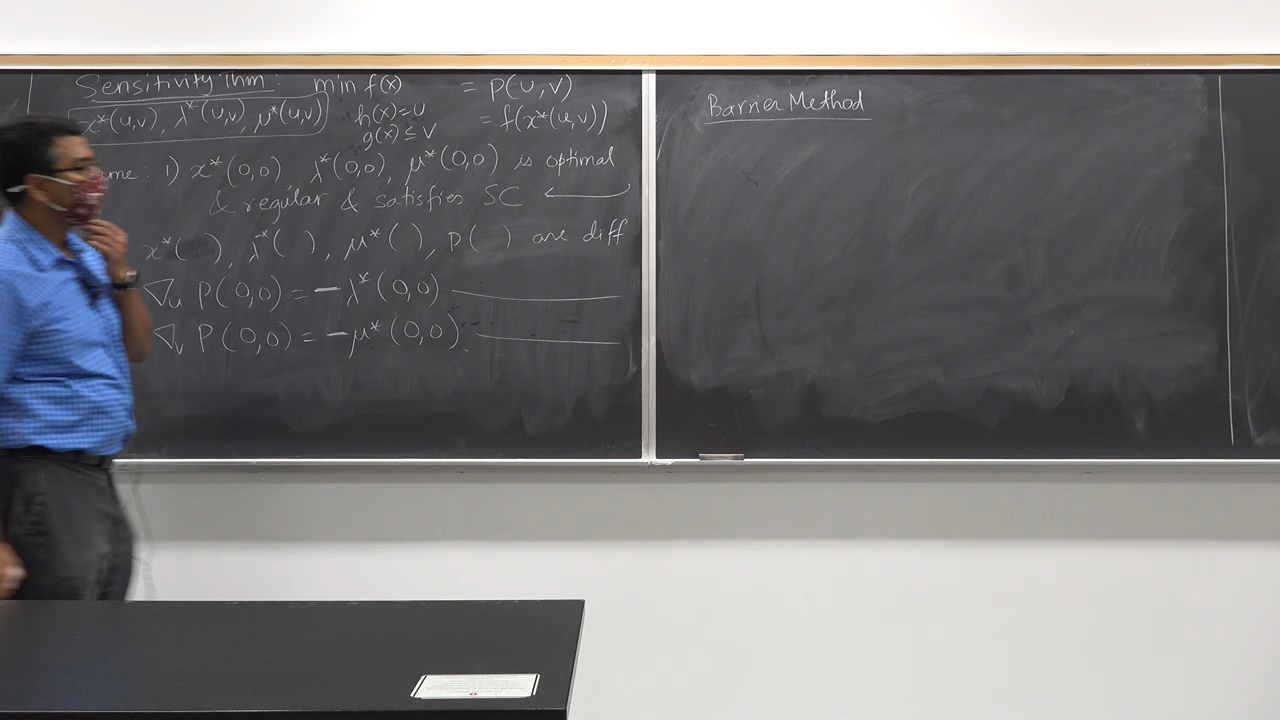 Sensitivity Thm: min f(x) = P(u,v)
x*(u,v), λ*(u,v), μ*(u,v) h(x)=u = f(x*(u,v))
g(x) ≤ v
ume: 1) x*(0,0) λ*(0,0), μ*(0,0) is optimal
& regular & satisfies SC
x*( ), λ*( ), μ*( ), P( ) are diff
∇u P(0,0) = -λ*(0,0)
∇v P(0,0) = -μ*(0,0)
Barrier Method